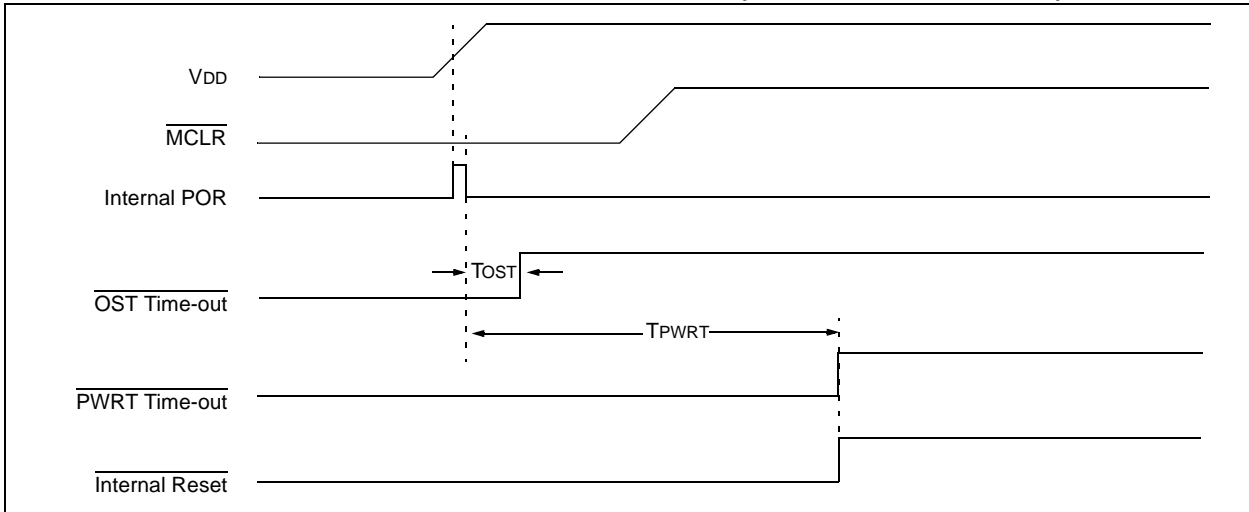 VDD
MCLR
Internal POR
TOST
OST Time-out
TPWRT
PWRT Time-out
Internal Reset